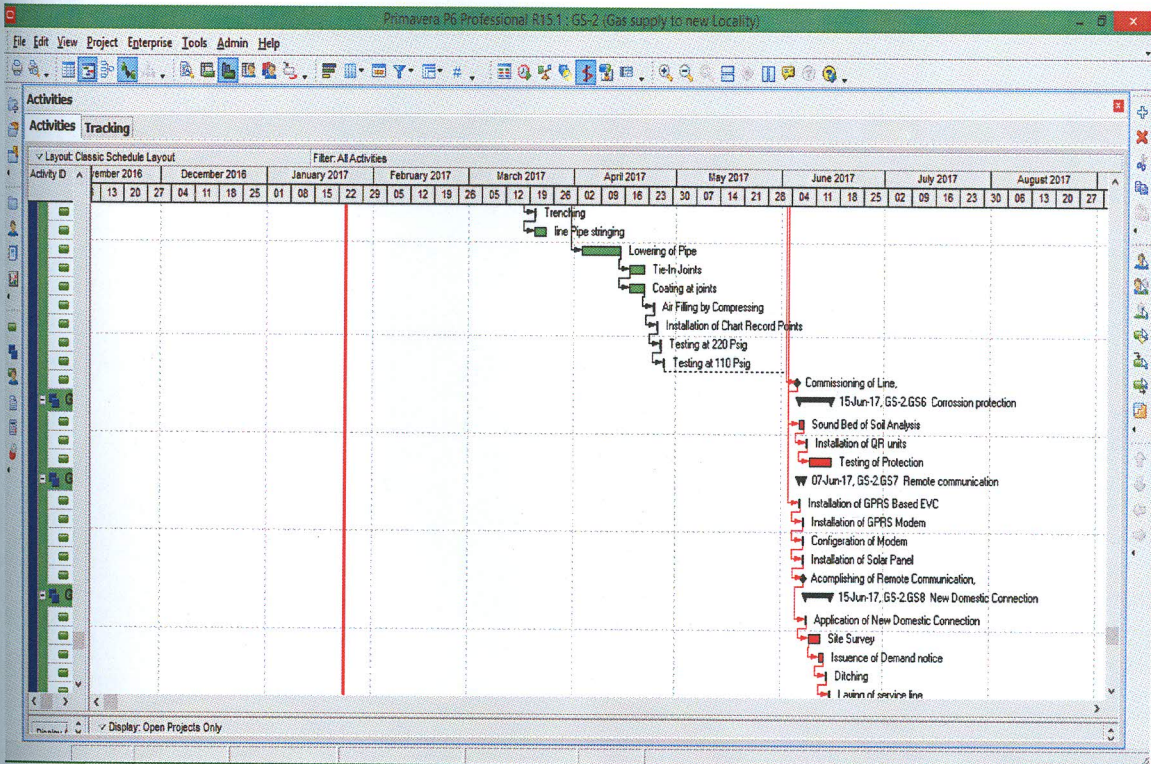 Primavera P6 Professional R15.1 : GS-2 (Gas supply to new Locality)
File Edit View Project Enterprise Tools Admin Help
Activities
Activities Tracking
Layout: Classic Schedule Layout Filter: All Activities
Activity ID
vember 2016 December 2016 January 2017 February 2017 March 2017 April 2017 May 2017 June 2017 July 2017 August 2017
13 20 27 04 11 18 25 01 08 15 22 29 05 12 19 26 05 12 19 26 02 09 16 23 30 07 14 21 28 04 11 18 25 02 09 16 23 30 06 13 20 27
Trenching
line Pipe stringing
Lowering of Pipe
Tie-In Joints
Coating at joints
Air Filling by Compressing
Installation of Chart Record Points
Testing at 220 Psig
Testing at 110 Psig
Commissioning of Line,
G 15-Jun-17, GS-2.GS6 Corrossion protection
Sound Bed of Soil Analysis
Installation of QR units
Testing of Protection
G 07-Jun-17, GS-2.GS7 Remote communication
Installation of GPRS Based EVC
Installation of GPRS Modem
Configeration of Modem
Installation of Solar Panel
Acomplishing of Remote Communication,
G 15-Jun-17, GS-2.GS8 New Domestic Connection
Application of New Domestic Connection
Site Survey
Issuance of Demand notice
Ditching
Laying of service line
Display: Open Projects Only